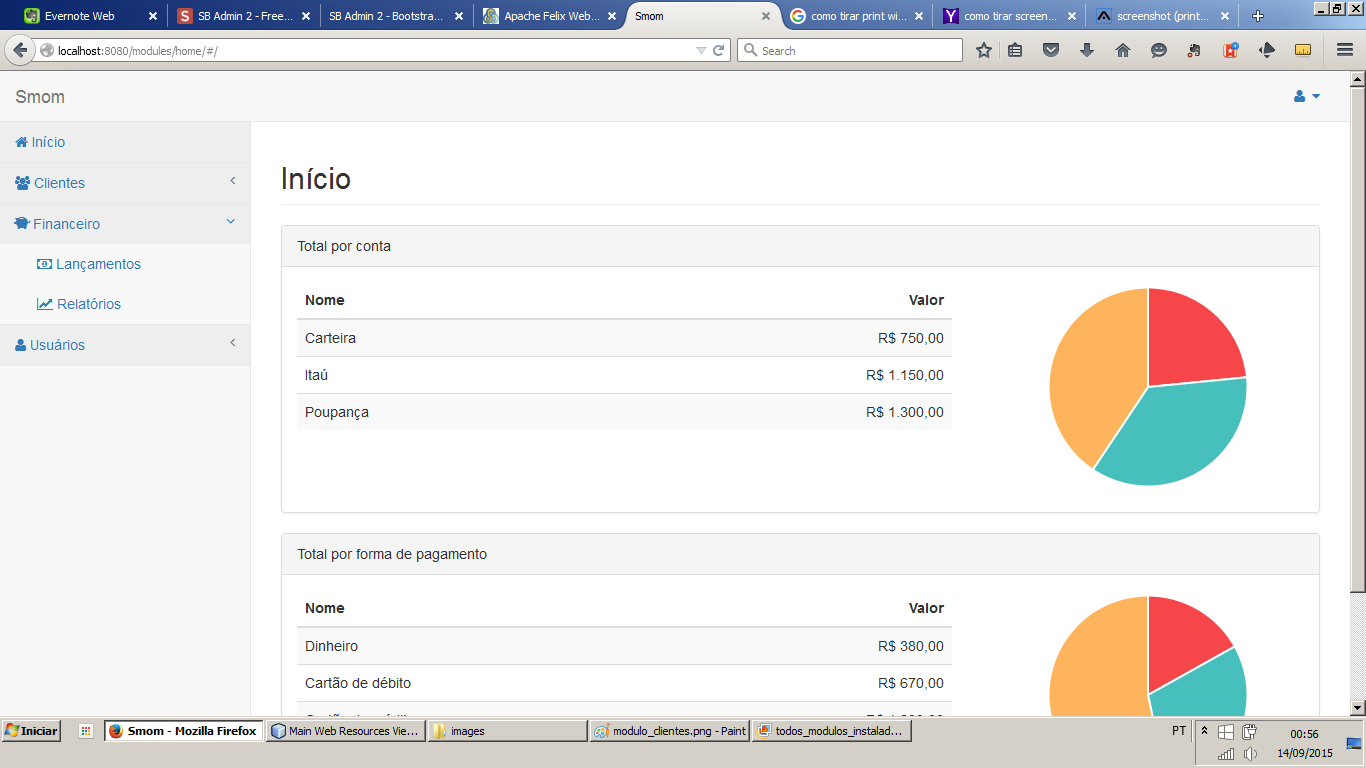 Evernote Web
SB Admin 2 - Free...
SB Admin 2 - Bootstra...
Apache Felix Web...
Smom
como tirar print wi...
como tirar screen...
screenshot (print...
localhost:8080/modules/home/#/
Search
Smom
Início
Clientes
Financeiro
Lançamentos
Relatórios
Usuários
Início
Total por conta
Nome Valor
Carteira R$ 750,00
Itaú R$ 1.150,00
Poupança R$ 1.300,00
Total por forma de pagamento
Nome Valor
Dinheiro R$ 380,00
Cartão de débito R$ 670,00
Iniciar
Smom - Mozilla Firefox
Main Web Resources Vie...
images
modulo_clientes.png - Paint
todos_modulos_instalad...
PT
00:56
14/09/2015